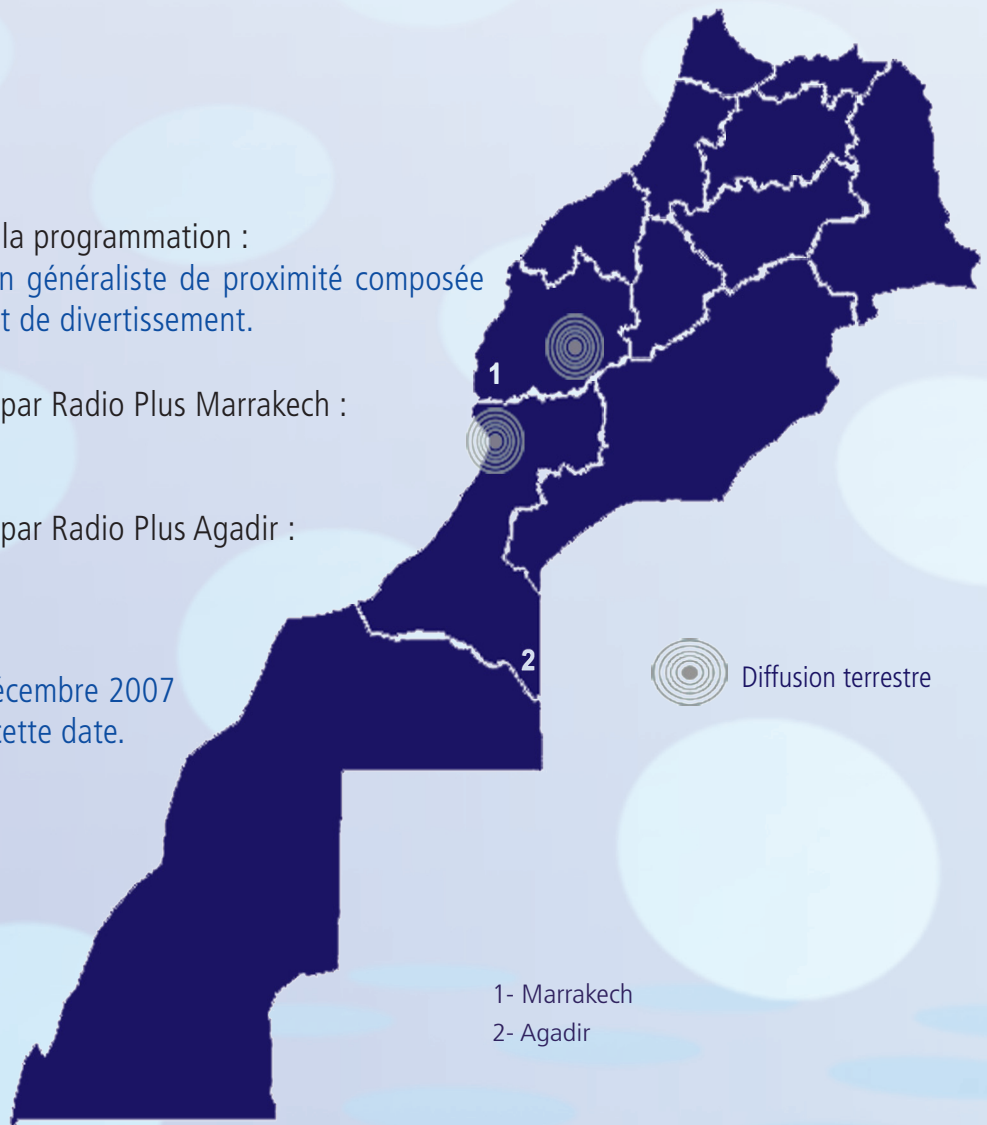 la programmation :
n généraliste de proximité composée
t de divertissement.
par Radio Plus Marrakech :
par Radio Plus Agadir :
écembre 2007
cette date.
1
2
Diffusion terrestre
1- Marrakech
2- Agadir